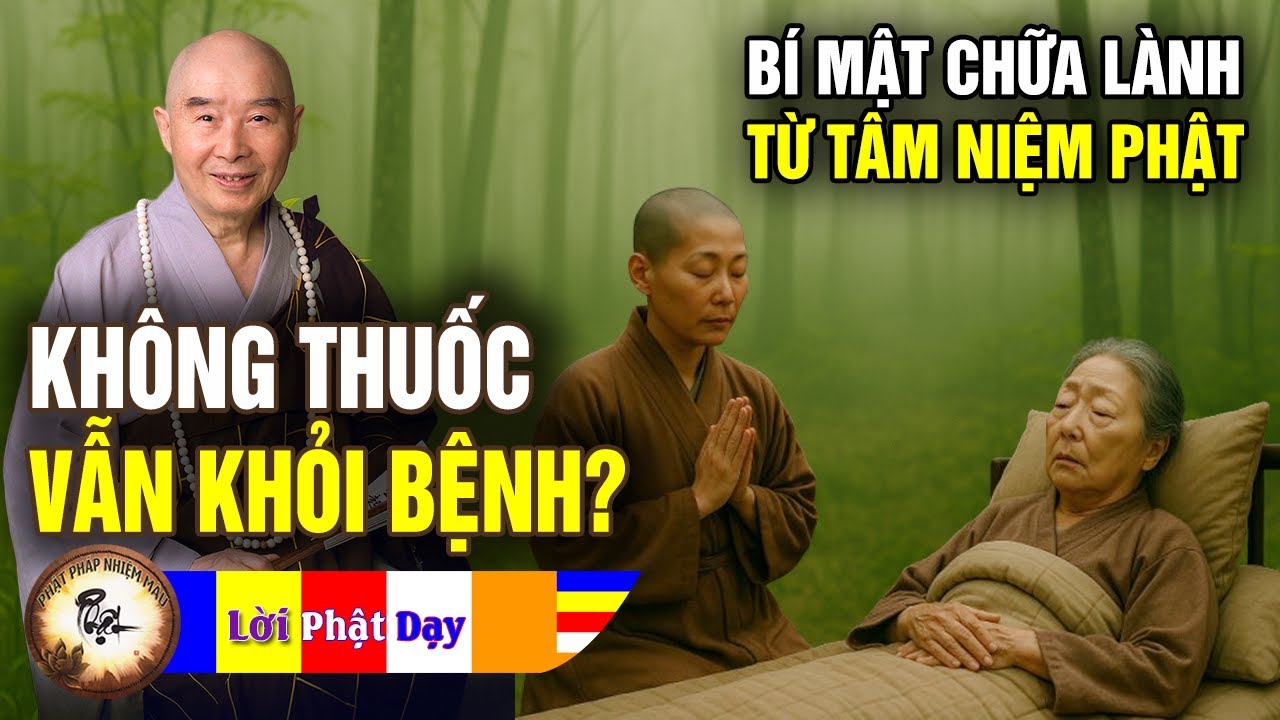 BÍ MẬT CHỮA LÀNH
TỪ TÂM NIỆM PHẬT
KHÔNG THUỐC
VẪN KHỎI BỆNH?
PHẬT PHÁP NHIỆM MÀU
Lời Phật Dạy